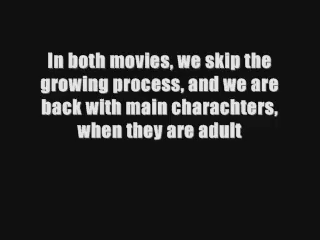 In both movies, we skip the
growing process, and we are
back with main charachters,
when they are adult